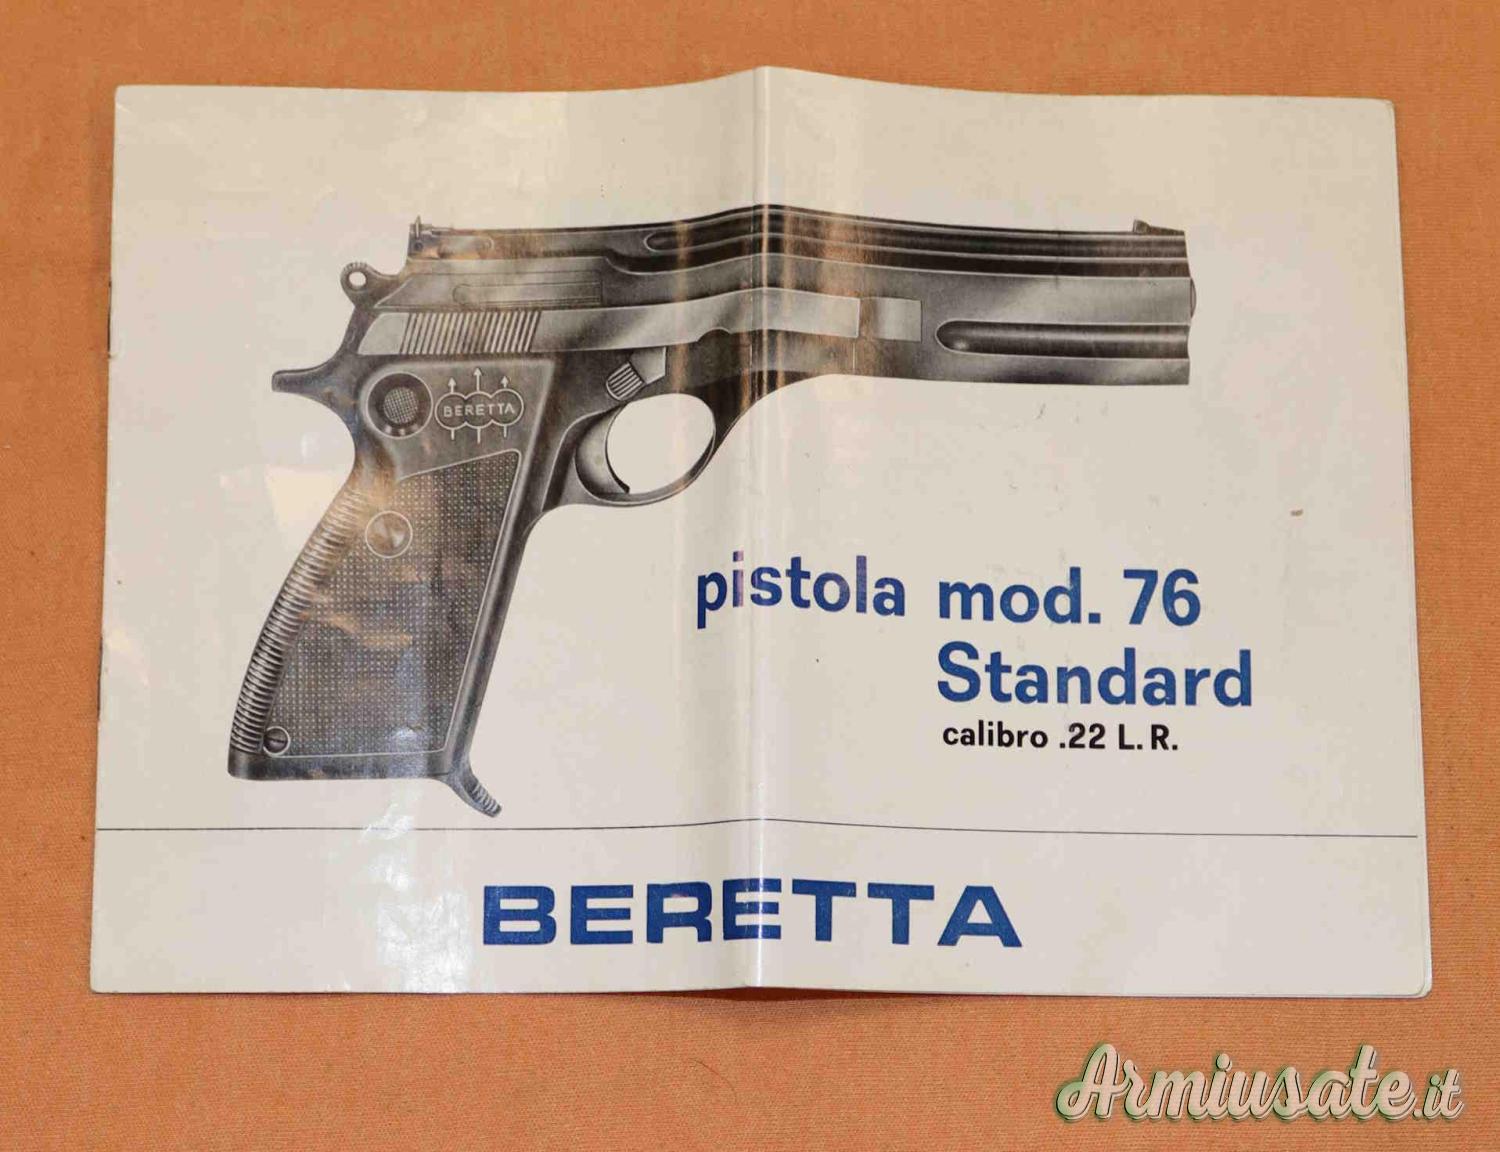 BERETTA
pistola mod. 76
Standard
calibro .22 L.R.
BERETTA
Armiusate.it